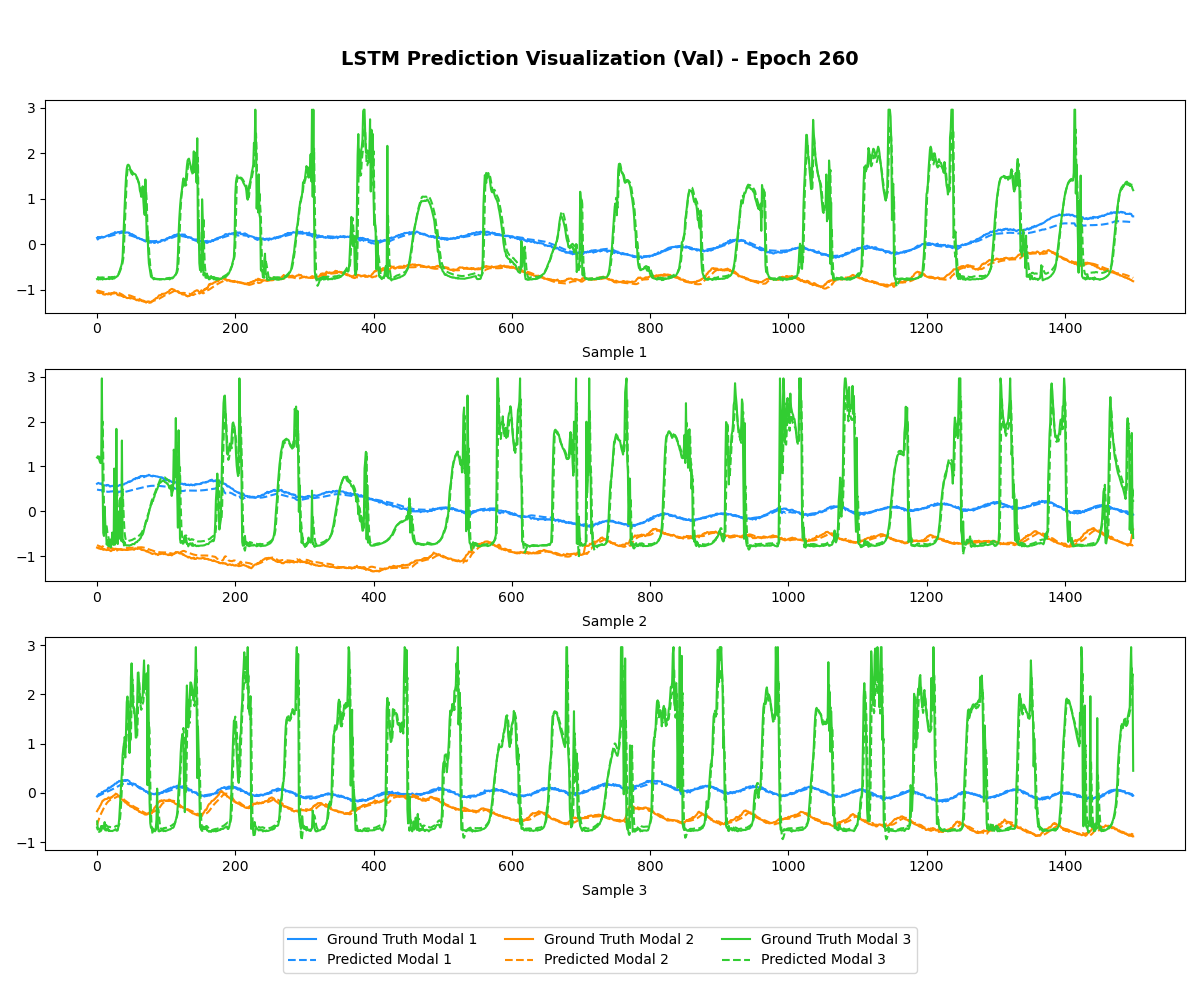 LSTM Prediction Visualization (Val) - Epoch 260
3
2
1
0
−1
0 200 400 600 800 1000 1200 1400
Sample 1
3
2
1
0
−1
0 200 400 600 800 1000 1200 1400
Sample 2
3
2
1
0
−1
0 200 400 600 800 1000 1200 1400
Sample 3
Ground Truth Modal 1 Ground Truth Modal 2 Ground Truth Modal 3
Predicted Modal 1 Predicted Modal 2 Predicted Modal 3